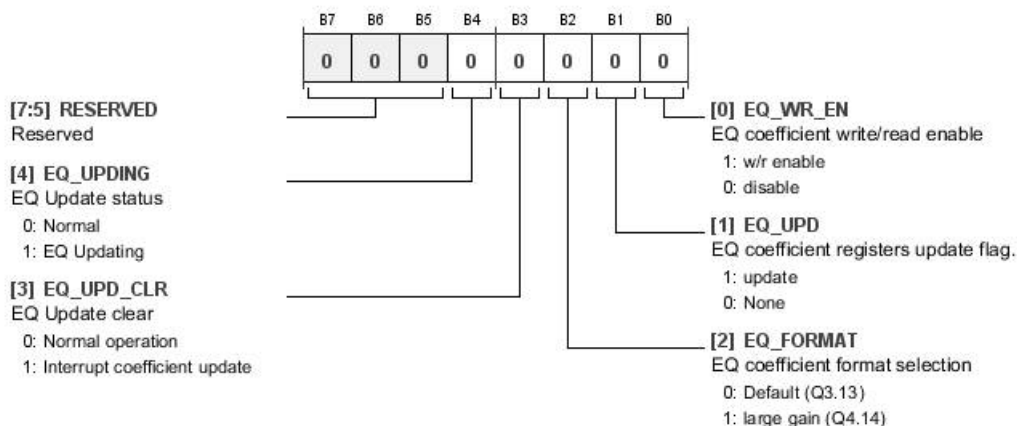 B7 B6 B5 B4 B3 B2 B1 B0
0 0 0 0 0 0 0 0
[7:5] RESERVED
Reserved
[4] EQ_UPDING
EQ Update status
0: Normal
1: EQ Updating
[3] EQ_UPD_CLR
EQ Update clear
0: Normal operation
1: Interrupt coefficient update
[0] EQ_WR_EN
EQ coefficient write/read enable
1: w/r enable
0: disable
[1] EQ_UPD
EQ coefficient registers update flag.
1: update
0: None
[2] EQ_FORMAT
EQ coefficient format selection
0: Default (Q3.13)
1: large gain (Q4.14)